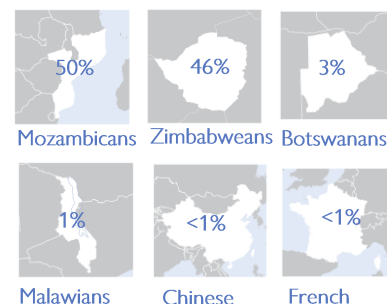 50%
46%
3%
Mozambicans
Zimbabweans
Botswanans
1%
<1%
<1%
Malawians
Chinese
French